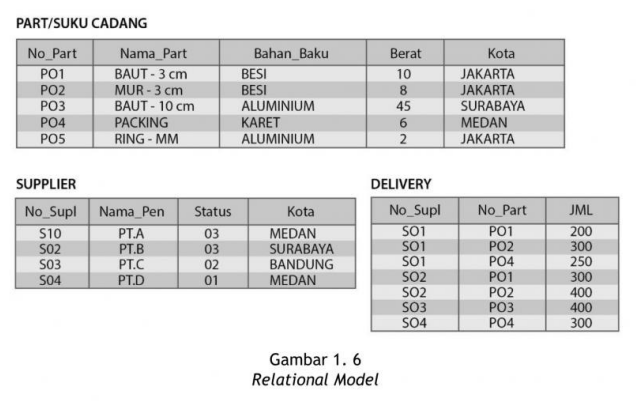 PART/SUKU CADANG
No_Part Nama_Part Bahan_Baku Berat Kota
PO1 BAUT - 3 cm BESI 10 JAKARTA
PO2 MUR - 3 cm BESI 8 JAKARTA
PO3 BAUT - 10 cm ALUMINIUM 45 SURABAYA
PO4 PACKING KARET 6 MEDAN
PO5 RING - MM ALUMINIUM 2 JAKARTA
SUPPLIER
No_Supl Nama_Pen Status Kota
S10 PT.A 03 MEDAN
S02 PT.B 03 SURABAYA
S03 PT.C 02 BANDUNG
S04 PT.D 01 MEDAN
DELIVERY
No_Supl No_Part JML
SO1 PO1 200
SO1 PO2 300
SO1 PO4 250
SO2 PO1 300
SO2 PO2 400
SO3 PO3 400
SO4 PO4 300
Gambar 1. 6
Relational Model